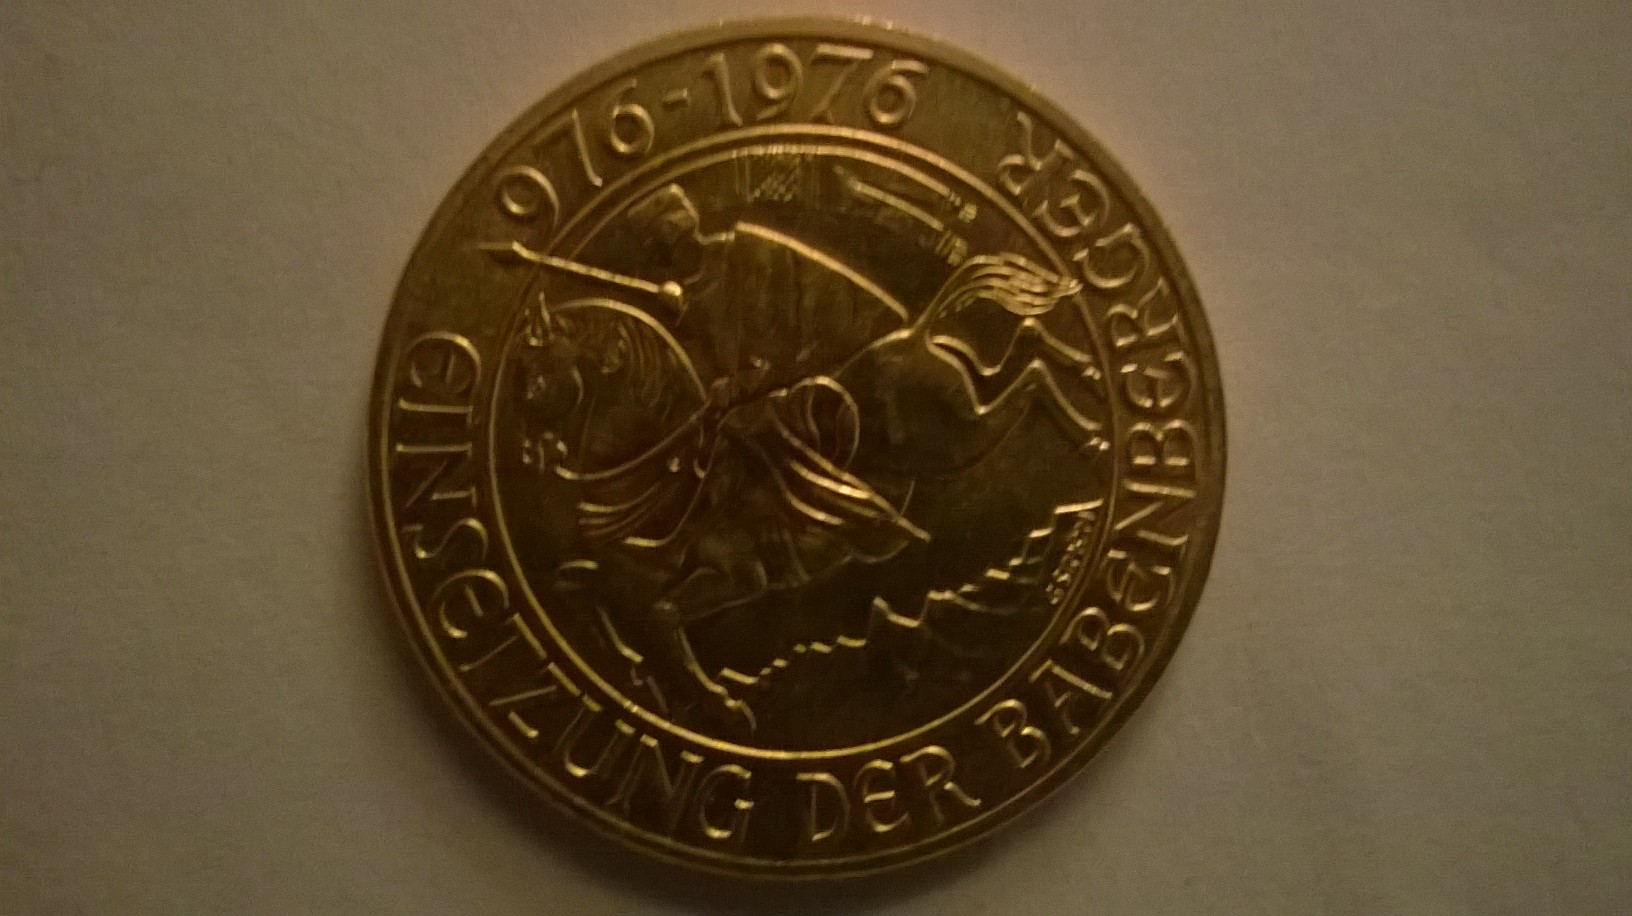 976-1976
EINSETZUNG DER BABENBERGER